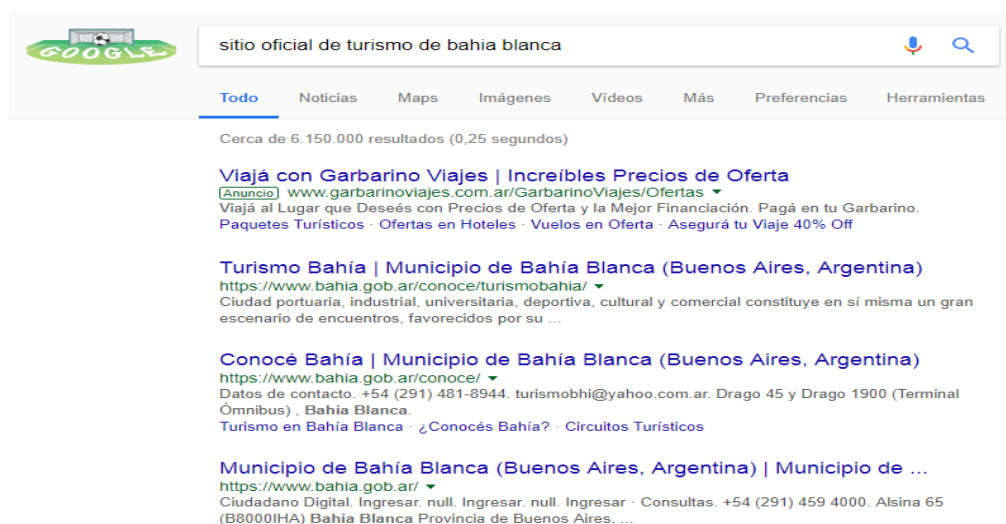 GOOGLE
sitio oficial de turismo de bahia blanca
Todo Noticias Maps Imágenes Vídeos Más Preferencias Herramientas
Cerca de 6.150.000 resultados (0,25 segundos)
Viajá con Garbarino Viajes | Increíbles Precios de Oferta
Anuncio www.garbarinoviajes.com.ar/GarbarinoViajes/Ofertas
Viajá al Lugar que Deseés con Precios de Oferta y la Mejor Financiación. Pagá en tu Garbarino.
Paquetes Turísticos · Ofertas en Hoteles · Vuelos en Oferta · Asegurá tu Viaje 40% Off
Turismo Bahía | Municipio de Bahía Blanca (Buenos Aires, Argentina)
https://www.bahia.gob.ar/conoce/turismobahia/
Ciudad portuaria, industrial, universitaria, deportiva, cultural y comercial constituye en sí misma un gran
escenario de encuentros, favorecidos por su ...
Conocé Bahía | Municipio de Bahía Blanca (Buenos Aires, Argentina)
https://www.bahia.gob.ar/conoce/
Datos de contacto. +54 (291) 481-8944. turismobhi@yahoo.com.ar. Drago 45 y Drago 1900 (Terminal
Ómnibus) , Bahía Blanca.
Turismo en Bahía Blanca · ¿Conocés Bahía? · Circuitos Turísticos
Municipio de Bahía Blanca (Buenos Aires, Argentina) | Municipio de ...
https://www.bahia.gob.ar/
Ciudadano Digital. Ingresar. null. Ingresar. null. Ingresar · Consultas. +54 (291) 459 4000. Alsina 65
(B8000IHA) Bahía Blanca Provincia de Buenos Aires, ...